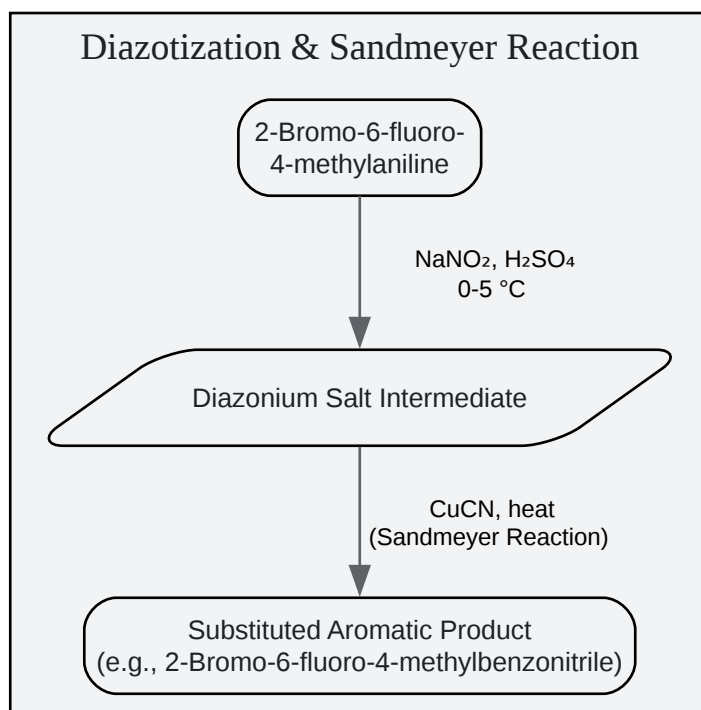 Diazotization & Sandmeyer Reaction
2-Bromo-6-fluoro-
4-methylaniline
NaNO₂, H₂SO₄
0-5 °C
Diazonium Salt Intermediate
CuCN, heat
(Sandmeyer Reaction)
Substituted Aromatic Product
(e.g., 2-Bromo-6-fluoro-4-methylbenzonitrile)